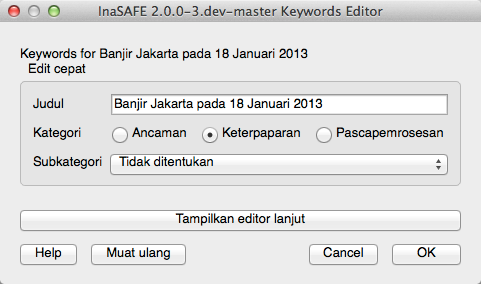 InaSAFE 2.0.0-3.dev-master Keywords Editor
Keywords for Banjir Jakarta pada 18 Januari 2013
Edit cepat
Judul Banjir Jakarta pada 18 Januari 2013
Kategori Ancaman Keterpaparan Pascapemrosesan
Subkategori Tidak ditentukan
Tampilkan editor lanjut
Help Muat ulang Cancel OK